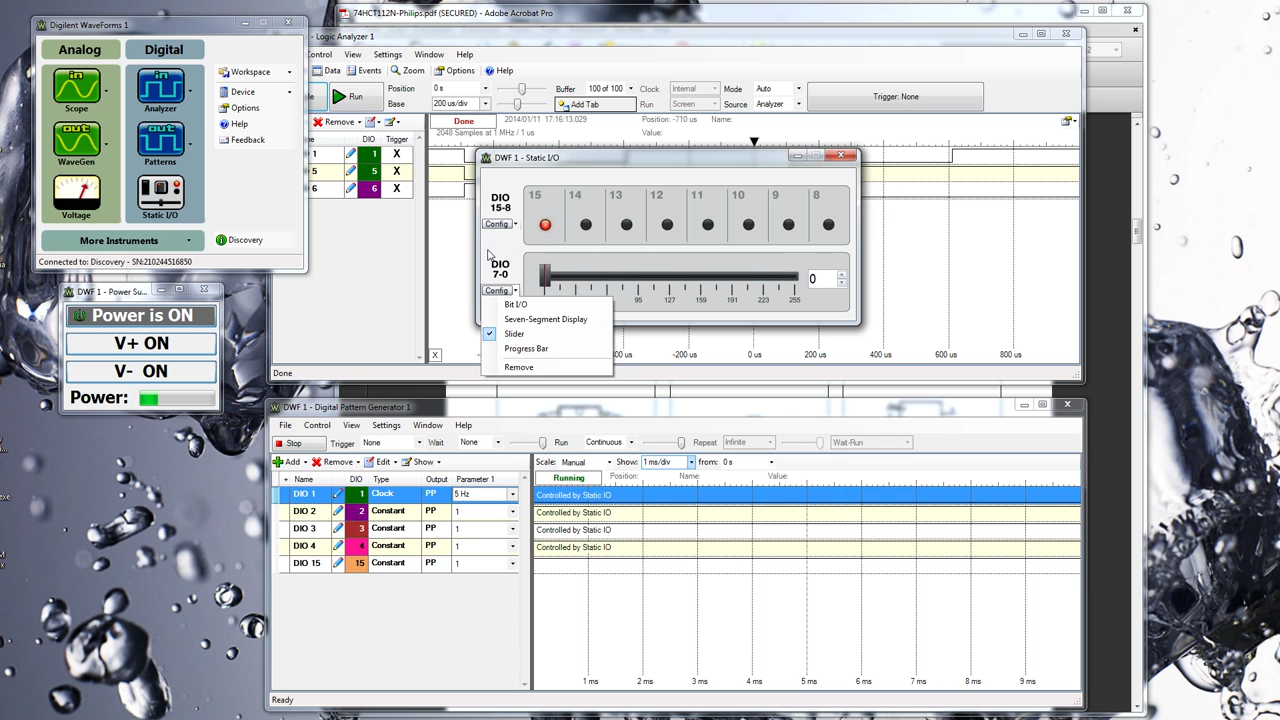 74HCT112N-Philips.pdf (SECURED) - Adobe Acrobat Pro
Digilent WaveForms 1
Analog
Digital
Scope
Analyzer
WaveGen
Patterns
Voltage
Static I/O
More Instruments
Workspace
Device
Options
Help
Feedback
Discovery
Connected to: Discovery - SN:210244516850
DWF 1 - Power Su...
Power is ON
V+ ON
V- ON
Power:
Logic Analyzer 1
Control View Settings Window Help
Data Events Zoom Options Help
Run
Position 0 s
Base 200 us/div
Buffer 100 of 100
Add Tab
Clock Internal
Run Screen
Mode Auto
Source Analyzer
Trigger: None
Remove
DIO Trigger
1 1 X
5 5 X
6 6 X
Done 2014/01/11 17:16:13.029 Position: -710 us Name:
2048 Samples at 1 MHz / 1 us Value:
X
-200 us 0 us 200 us 400 us 600 us 800 us
Done
DWF 1 - Static I/O
DIO
15-8
Config
15 14 13 12 11 10 9 8
DIO
7-0
Config
95 127 159 191 223 255
0
Bit I/O
Seven-Segment Display
Slider
Progress Bar
Remove
DWF 1 - Digital Pattern Generator 1
File Control View Settings Window Help
Stop Trigger None Wait None Run Continuous Repeat Infinite Wait-Run
Add Remove Edit Show
Scale: Manual Show: 1 ms/div from: 0 s
+ Name DIO Type Output Parameter 1
Running Position: Name: Value:
DIO 1 1 Clock PP 5 Hz Controlled by Static IO
DIO 2 2 Constant PP 1 Controlled by Static IO
DIO 3 3 Constant PP 1 Controlled by Static IO
DIO 4 4 Constant PP 1 Controlled by Static IO
DIO 15 15 Constant PP 1
1 ms 2 ms 3 ms 4 ms 5 ms 6 ms 7 ms 8 ms 9 ms
Ready